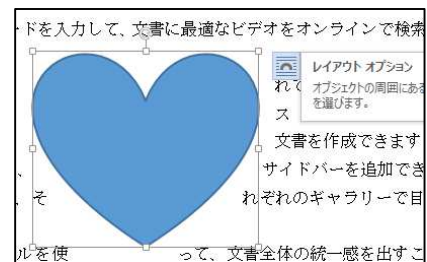 ードを入力して、文書に最適なビデオをオンラインで検索
レイアウト オプション
れて
オブジェクトの周囲にあ
ス
を選びます。
文書を作成できます
、サイドバーを追加でき
、そ れぞれのギャラリーで目
ルを使 って、文書全体の統一感を出すこ